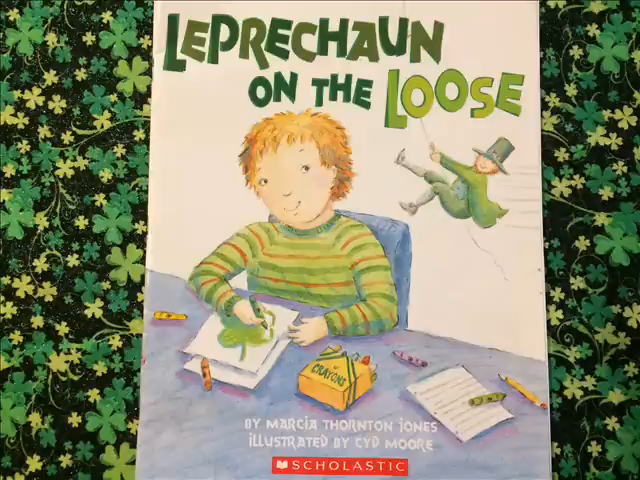 LEPRECHAUN
ON THE LOOSE
CRAYONS
BY MARCIA THORNTON JONES
ILLUSTRATED BY CYD MOORE
SCHOLASTIC